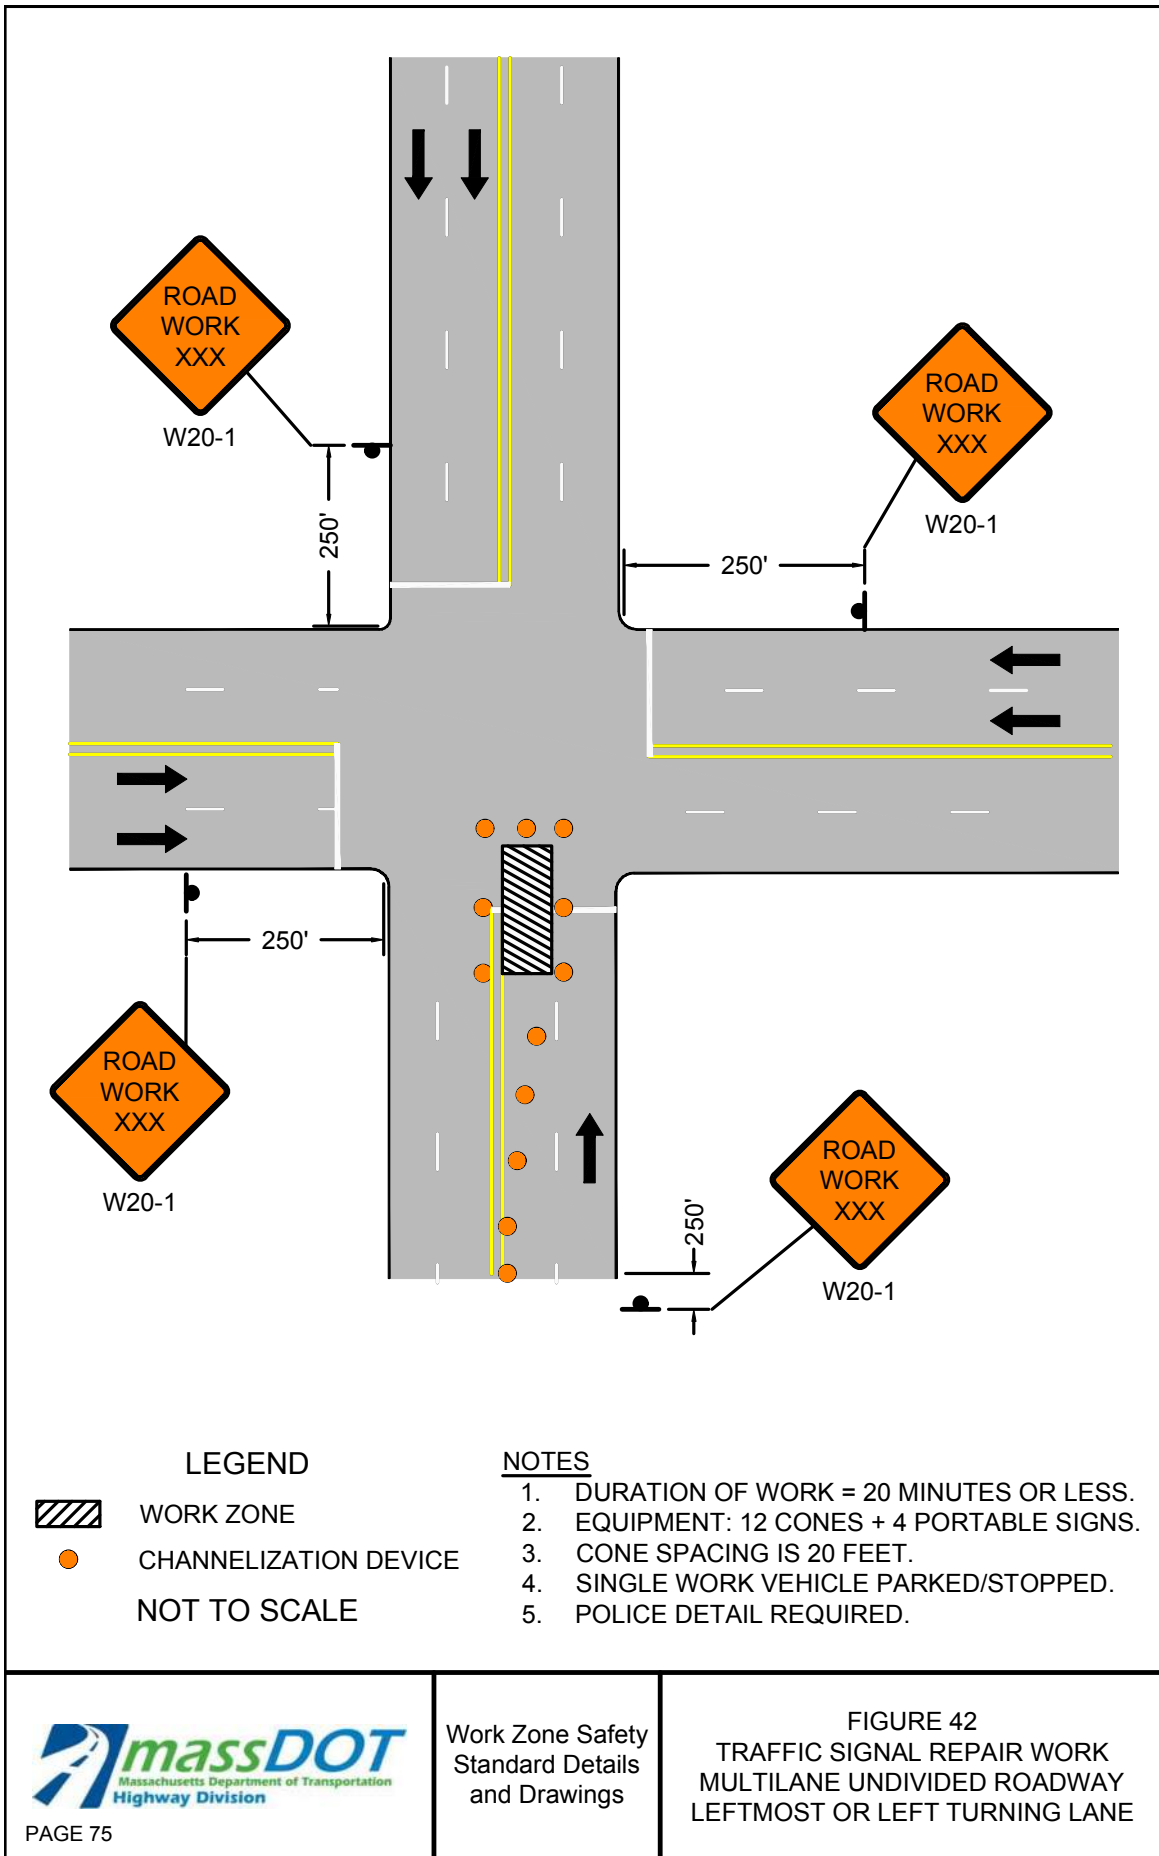 ROAD
WORK
XXX
W20-1
250'
ROAD
WORK
XXX
W20-1
250'
250'
ROAD
WORK
XXX
W20-1
ROAD
WORK
XXX
W20-1
250'
LEGEND
WORK ZONE
CHANNELIZATION DEVICE
NOT TO SCALE
NOTES
1. DURATION OF WORK = 20 MINUTES OR LESS.
2. EQUIPMENT: 12 CONES + 4 PORTABLE SIGNS.
3. CONE SPACING IS 20 FEET.
4. SINGLE WORK VEHICLE PARKED/STOPPED.
5. POLICE DETAIL REQUIRED.
massDOT
Massachusetts Department of Transportation
Highway Division
PAGE 75
Work Zone Safety
Standard Details
and Drawings
FIGURE 42
TRAFFIC SIGNAL REPAIR WORK
MULTILANE UNDIVIDED ROADWAY
LEFTMOST OR LEFT TURNING LANE